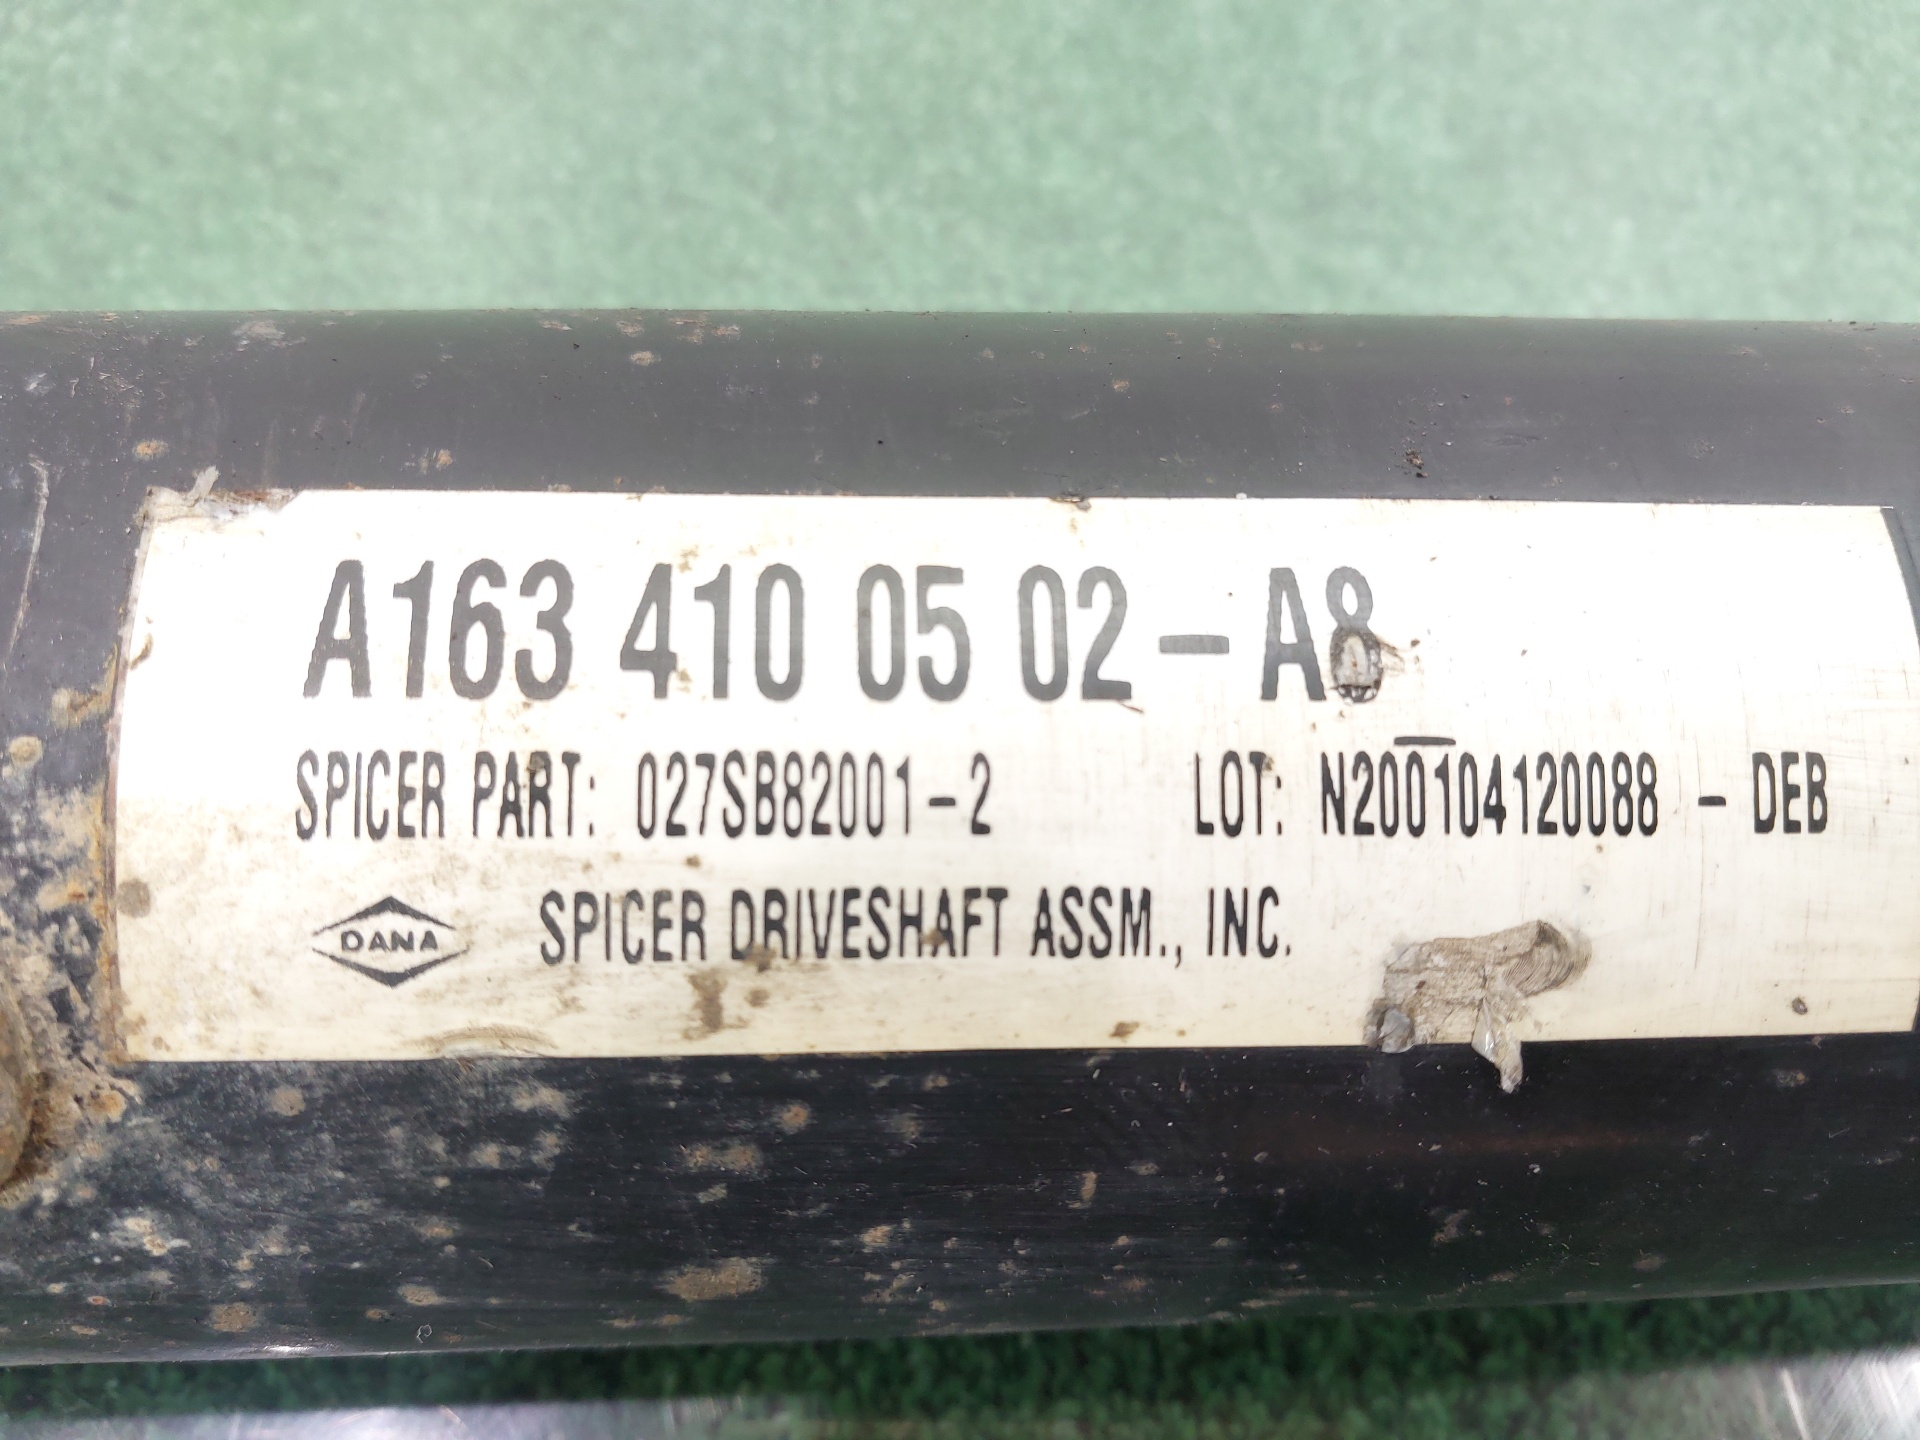 A163 410 05 02-A8
SPICER PART: 027SB82001-2 LOT: N200104120088 - DEB
DANA SPICER DRIVESHAFT ASSM., INC.